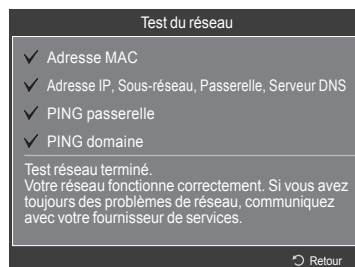 Test du réseau
Adresse MAC
Adresse IP, Sous-réseau, Passerelle, Serveur DNS
PING passerelle
PING domaine
Test réseau terminé.
Votre réseau fonctionne correctement. Si vous avez
toujours des problèmes de réseau, communiquez
avec votre fournisseur de services.
Retour